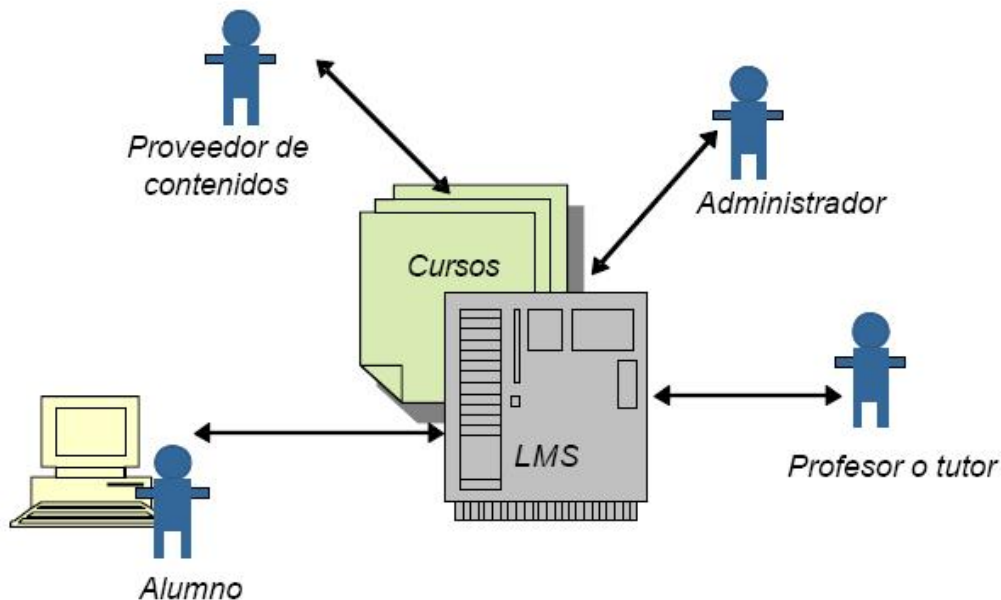 Proveedor de
contenidos
Administrador
Cursos
LMS
Profesor o tutor
Alumno